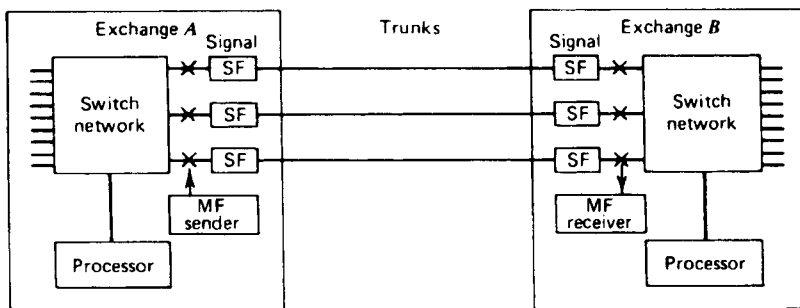 Exchange A
Trunks
Exchange B
Signal
Signal
SF
SF
Switch
network
Switch
network
SF
SF
SF
SF
MF
sender
MF
receiver
Processor
Processor